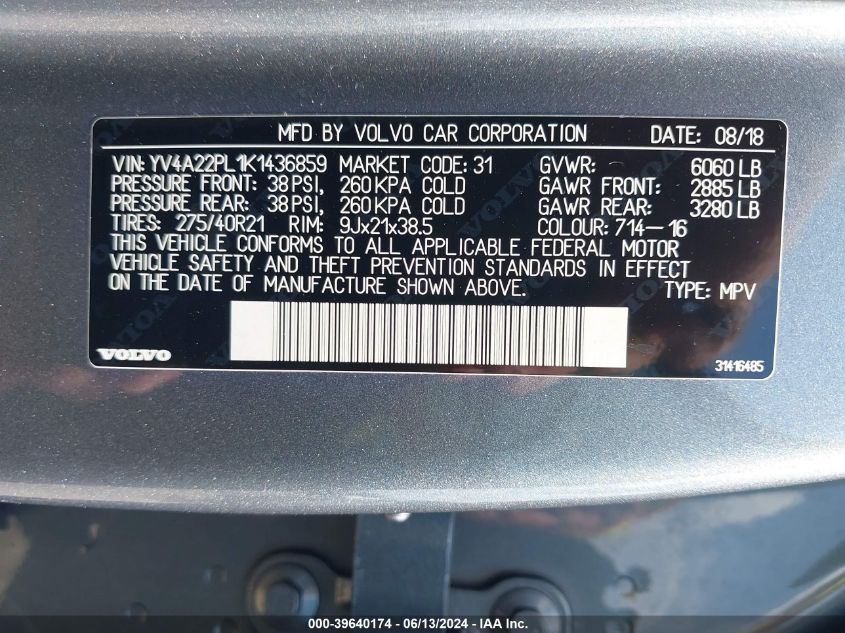 MFD BY VOLVO CAR CORPORATION DATE: 08/18
VIN: YV4A22PL1K1436859 MARKET CODE: 31 GVWR: 6060 LB
PRESSURE FRONT: 38 PSI, 260 KPA COLD GAWR FRONT: 2885 LB
PRESSURE REAR: 38 PSI, 260 KPA COLD GAWR REAR: 3280 LB
TIRES: 275/40R21 RIM: 9Jx21x38.5 COLOUR: 714-16
THIS VEHICLE CONFORMS TO ALL APPLICABLE FEDERAL MOTOR
VEHICLE SAFETY AND THEFT PREVENTION STANDARDS IN EFFECT
ON THE DATE OF MANUFACTURE SHOWN ABOVE. TYPE: MPV
VOLVO 31416485
000-39640174 - 06/13/2024 - IAA Inc.